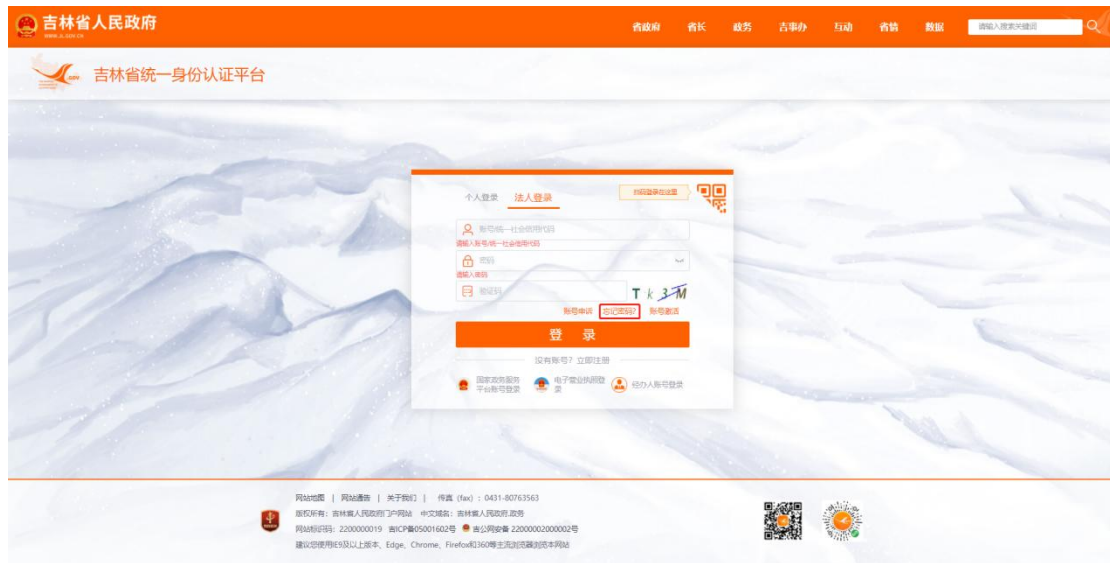 吉林省人民政府
WWW.JL.GOV.CN
省政府 省长 政务 吉事办 互动 省情 数据 请输入搜索关键词
吉林省统一身份认证平台
个人登录 法人登录 扫码登录在这里
账号/统一社会信用代码
请输入账号/统一社会信用代码
密码
请输入密码
验证码 T k 3 M
账号申诉 忘记密码? 账号激活
登 录
没有账号? 立即注册
国家政务服务平台账号登录 电子营业执照登录 经办人账号登录
网站地图 | 网站通告 | 关于我们 | 传真 (fax) : 0431-80763563
版权所有: 吉林省人民政府门户网站 中文域名: 吉林省人民政府.政务
网站标识码: 2200000019 吉ICP备05001602号 吉公网安备 22000002000002号
建议您使用IE9及以上版本、Edge、Chrome、Firefox和360等主流浏览器浏览本网站